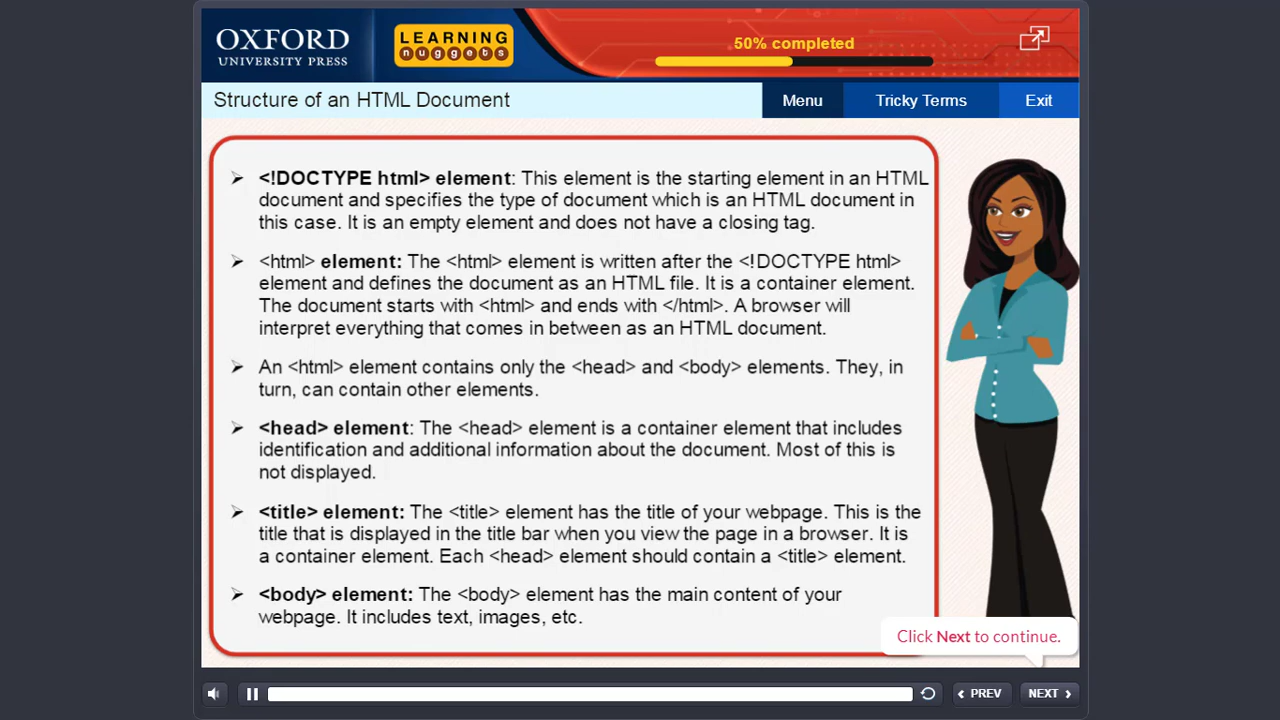 OXFORD
UNIVERSITY PRESS
LEARNING
nuggets
50% completed
Structure of an HTML Document
Menu
Tricky Terms
Exit
➢ <!DOCTYPE html> element: This element is the starting element in an HTML
document and specifies the type of document which is an HTML document in
this case. It is an empty element and does not have a closing tag.
➢ <html> element: The <html> element is written after the <!DOCTYPE html>
element and defines the document as an HTML file. It is a container element.
The document starts with <html> and ends with </html>. A browser will
interpret everything that comes in between as an HTML document.
➢ An <html> element contains only the <head> and <body> elements. They, in
turn, can contain other elements.
➢ <head> element: The <head> element is a container element that includes
identification and additional information about the document. Most of this is
not displayed.
➢ <title> element: The <title> element has the title of your webpage. This is the
title that is displayed in the title bar when you view the page in a browser. It is
a container element. Each <head> element should contain a <title> element.
➢ <body> element: The <body> element has the main content of your
webpage. It includes text, images, etc.
Click Next to continue.
PREV
NEXT